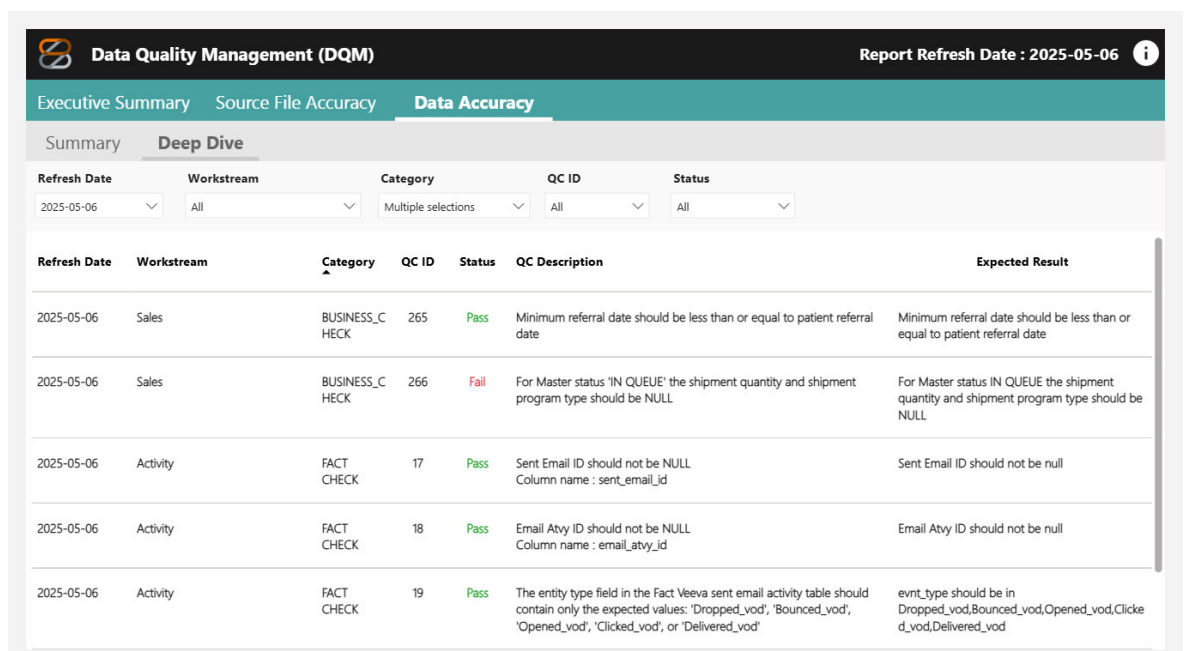 Data Quality Management (DQM)
Report Refresh Date : 2025-05-06
i
Executive Summary Source File Accuracy Data Accuracy
Summary Deep Dive
Refresh Date Workstream Category QC ID Status
2025-05-06 All Multiple selections All All
Refresh Date Workstream Category QC ID Status QC Description Expected Result
2025-05-06 Sales BUSINESS_C 265 Pass Minimum referral date should be less than or equal to patient referral Minimum referral date should be less than or
HECK date equal to patient referral date
2025-05-06 Sales BUSINESS_C 266 Fail For Master status 'IN QUEUE' the shipment quantity and shipment For Master status IN QUEUE the shipment
HECK program type should be NULL quantity and shipment program type should be
NULL
2025-05-06 Activity FACT 17 Pass Sent Email ID should not be NULL Sent Email ID should not be null
CHECK Column name : sent_email_id
2025-05-06 Activity FACT 18 Pass Email Atvy ID should not be NULL Email Atvy ID should not be null
CHECK Column name : email_atvy_id
2025-05-06 Activity FACT 19 Pass The entity type field in the Fact Veeva sent email activity table should evnt_type should be in
CHECK contain only the expected values: 'Dropped_vod', 'Bounced_vod', Dropped_vod,Bounced_vod,Opened_vod,Clicke
'Opened_vod', 'Clicked_vod', or 'Delivered_vod' d_vod,Delivered_vod